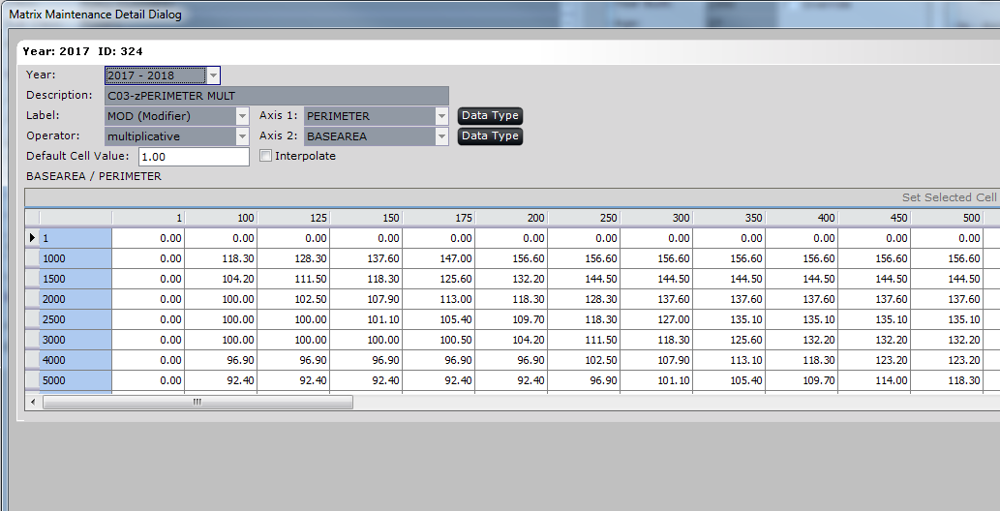 Matrix Maintenance Detail Dialog
Year: 2017 ID: 324
Year: 2017 - 2018
Description: C03-zPERIMETER MULT
Label: MOD (Modifier) Axis 1: PERIMETER Data Type
Operator: multiplicative Axis 2: BASEAREA Data Type
Default Cell Value: 1.00 Interpolate
BASEAREA / PERIMETER
Set Selected Cell
1 100 125 150 175 200 250 300 350 400 450 500
1 0.00 0.00 0.00 0.00 0.00 0.00 0.00 0.00 0.00 0.00 0.00 0.00
1000 0.00 118.30 128.30 137.60 147.00 156.60 156.60 156.60 156.60 156.60 156.60 156.60
1500 0.00 104.20 111.50 118.30 125.60 132.20 144.50 144.50 144.50 144.50 144.50 144.50
2000 0.00 100.00 102.50 107.90 113.00 118.30 128.30 137.60 137.60 137.60 137.60 137.60
2500 0.00 100.00 100.00 101.10 105.40 109.70 118.30 127.00 135.10 135.10 135.10 135.10
3000 0.00 100.00 100.00 100.00 100.50 104.20 111.50 118.30 125.60 132.20 132.20 132.20
4000 0.00 96.90 96.90 96.90 96.90 96.90 102.50 107.90 113.10 118.30 123.20 123.20
5000 0.00 92.40 92.40 92.40 92.40 92.40 96.90 101.10 105.40 109.70 114.00 118.30